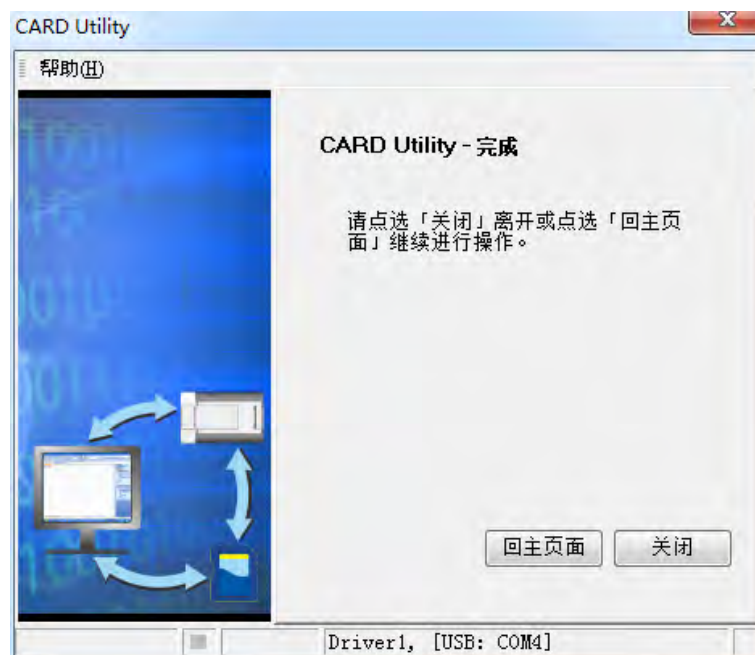 CARD Utility
帮助(H)
CARD Utility - 完成
请点选「关闭」离开或点选「回主页
面」继续进行操作。
回主页面
关闭
Driver1, [USB: COM4]